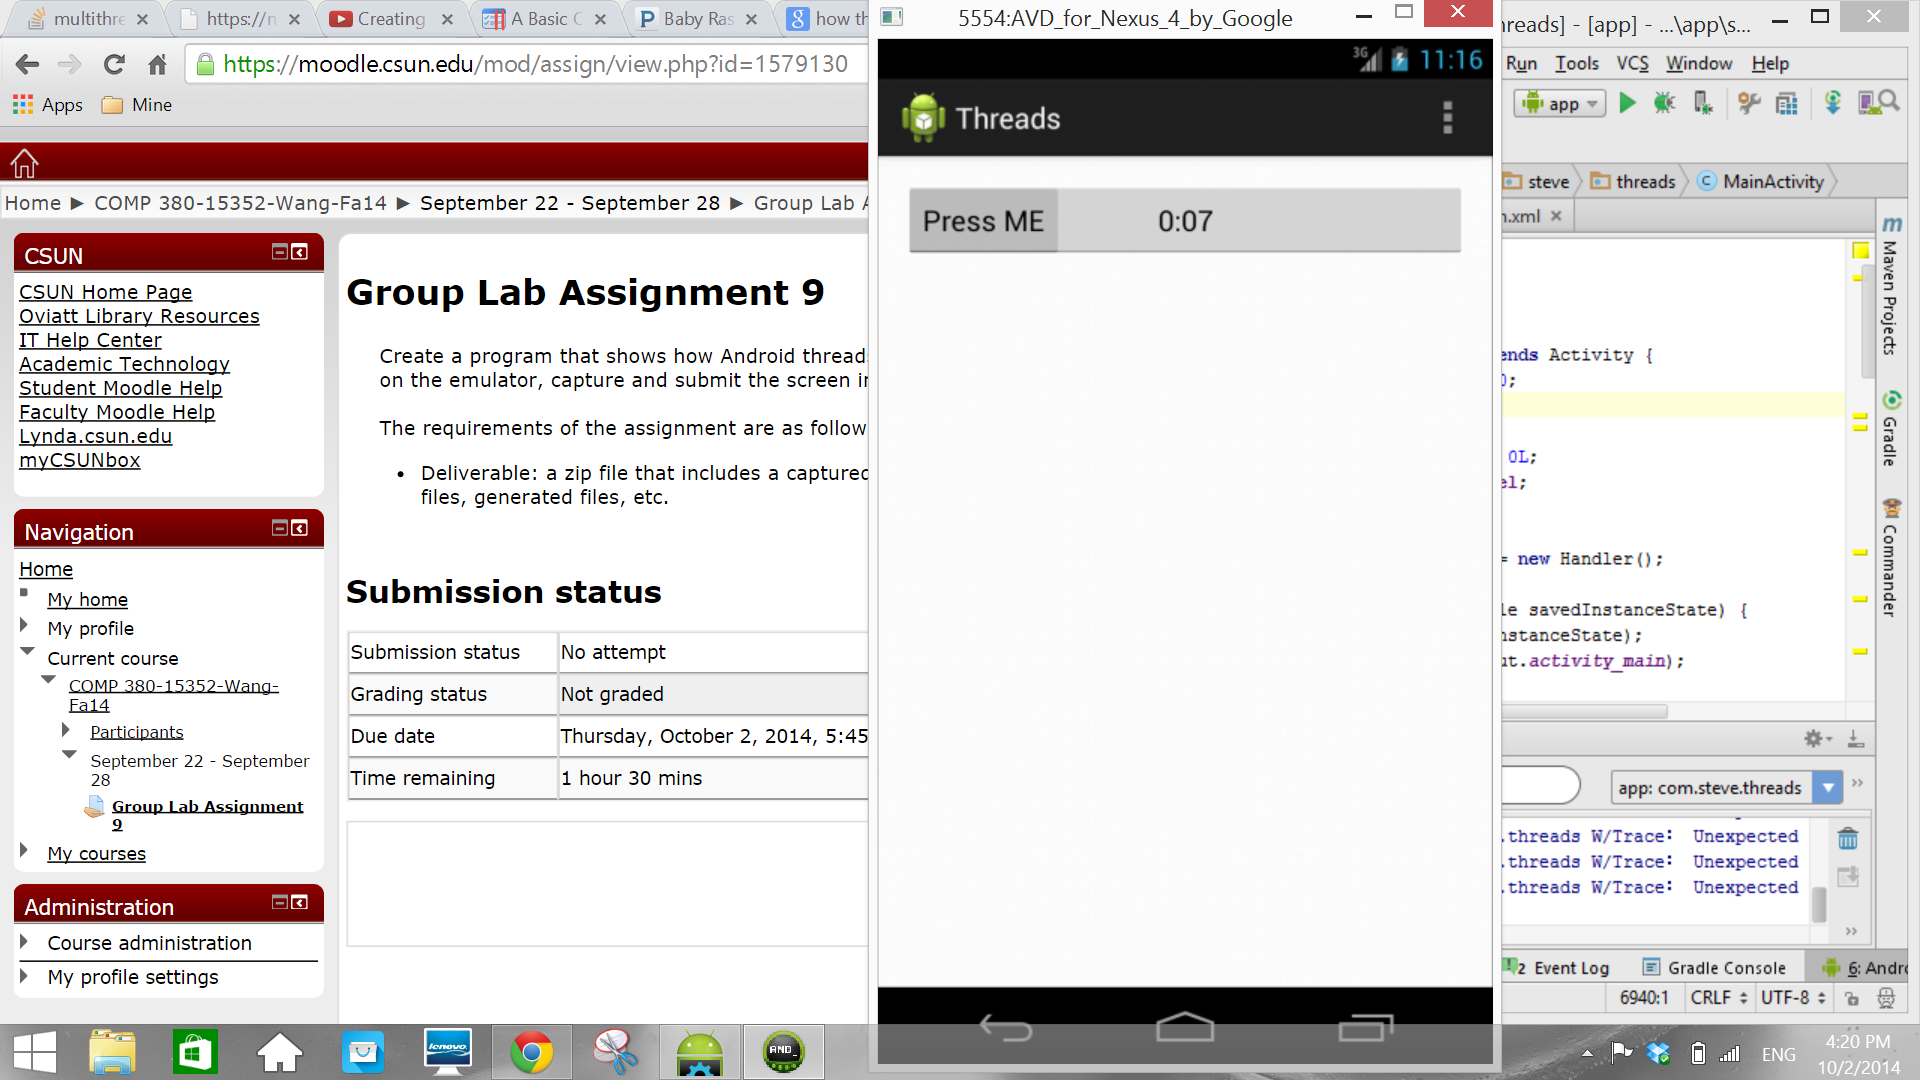 multithre
https://n
Creating
A Basic C
Baby Ras
how th
https://moodle.csun.edu/mod/assign/view.php?id=1579130
Apps
Mine
Home ► COMP 380-15352-Wang-Fa14 ► September 22 - September 28 ► Group Lab A
CSUN
CSUN Home Page
Oviatt Library Resources
IT Help Center
Academic Technology
Student Moodle Help
Faculty Moodle Help
Lynda.csun.edu
myCSUNbox
Navigation
Home
My home
My profile
Current course
COMP 380-15352-Wang-
Fa14
Participants
September 22 - September
28
Group Lab Assignment
9
My courses
Administration
Course administration
My profile settings
Group Lab Assignment 9
Create a program that shows how Android thread
on the emulator, capture and submit the screen i
The requirements of the assignment are as follow
• Deliverable: a zip file that includes a captured
files, generated files, etc.
Submission status
Submission status No attempt
Grading status Not graded
Due date Thursday, October 2, 2014, 5:45
Time remaining 1 hour 30 mins
5554:AVD_for_Nexus_4_by_Google
3G 11:16
Threads
Press ME 0:07
hreads] - [app] - ...\app\s...
Run Tools VCS Window Help
app
steve threads MainActivity
n.xml
ends Activity {
0;
0L;
el;
= new Handler();
le savedInstanceState) {
nstanceState);
ut.activity_main);
Maven Projects
Gradle
Commander
app: com.steve.threads
.threads W/Trace: Unexpected
.threads W/Trace: Unexpected
.threads W/Trace: Unexpected
2 Event Log Gradle Console 6: Andro
6940:1 CRLF UTF-8
lenovo
AND_
ENG
4:20 PM
10/2/2014